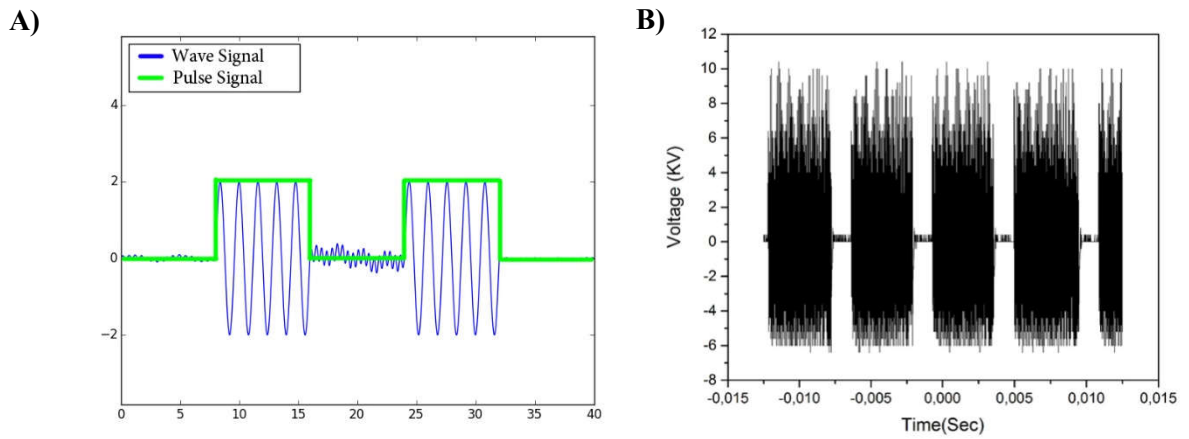 A)
Wave Signal
Pulse Signal
4
2
0
−2
0 5 10 15 20 25 30 35 40
B)
12
10
8
6
4
2
0
-2
-4
-6
-8
Voltage (KV)
-0,015 -0,010 -0,005 0,000 0,005 0,010 0,015
Time(Sec)